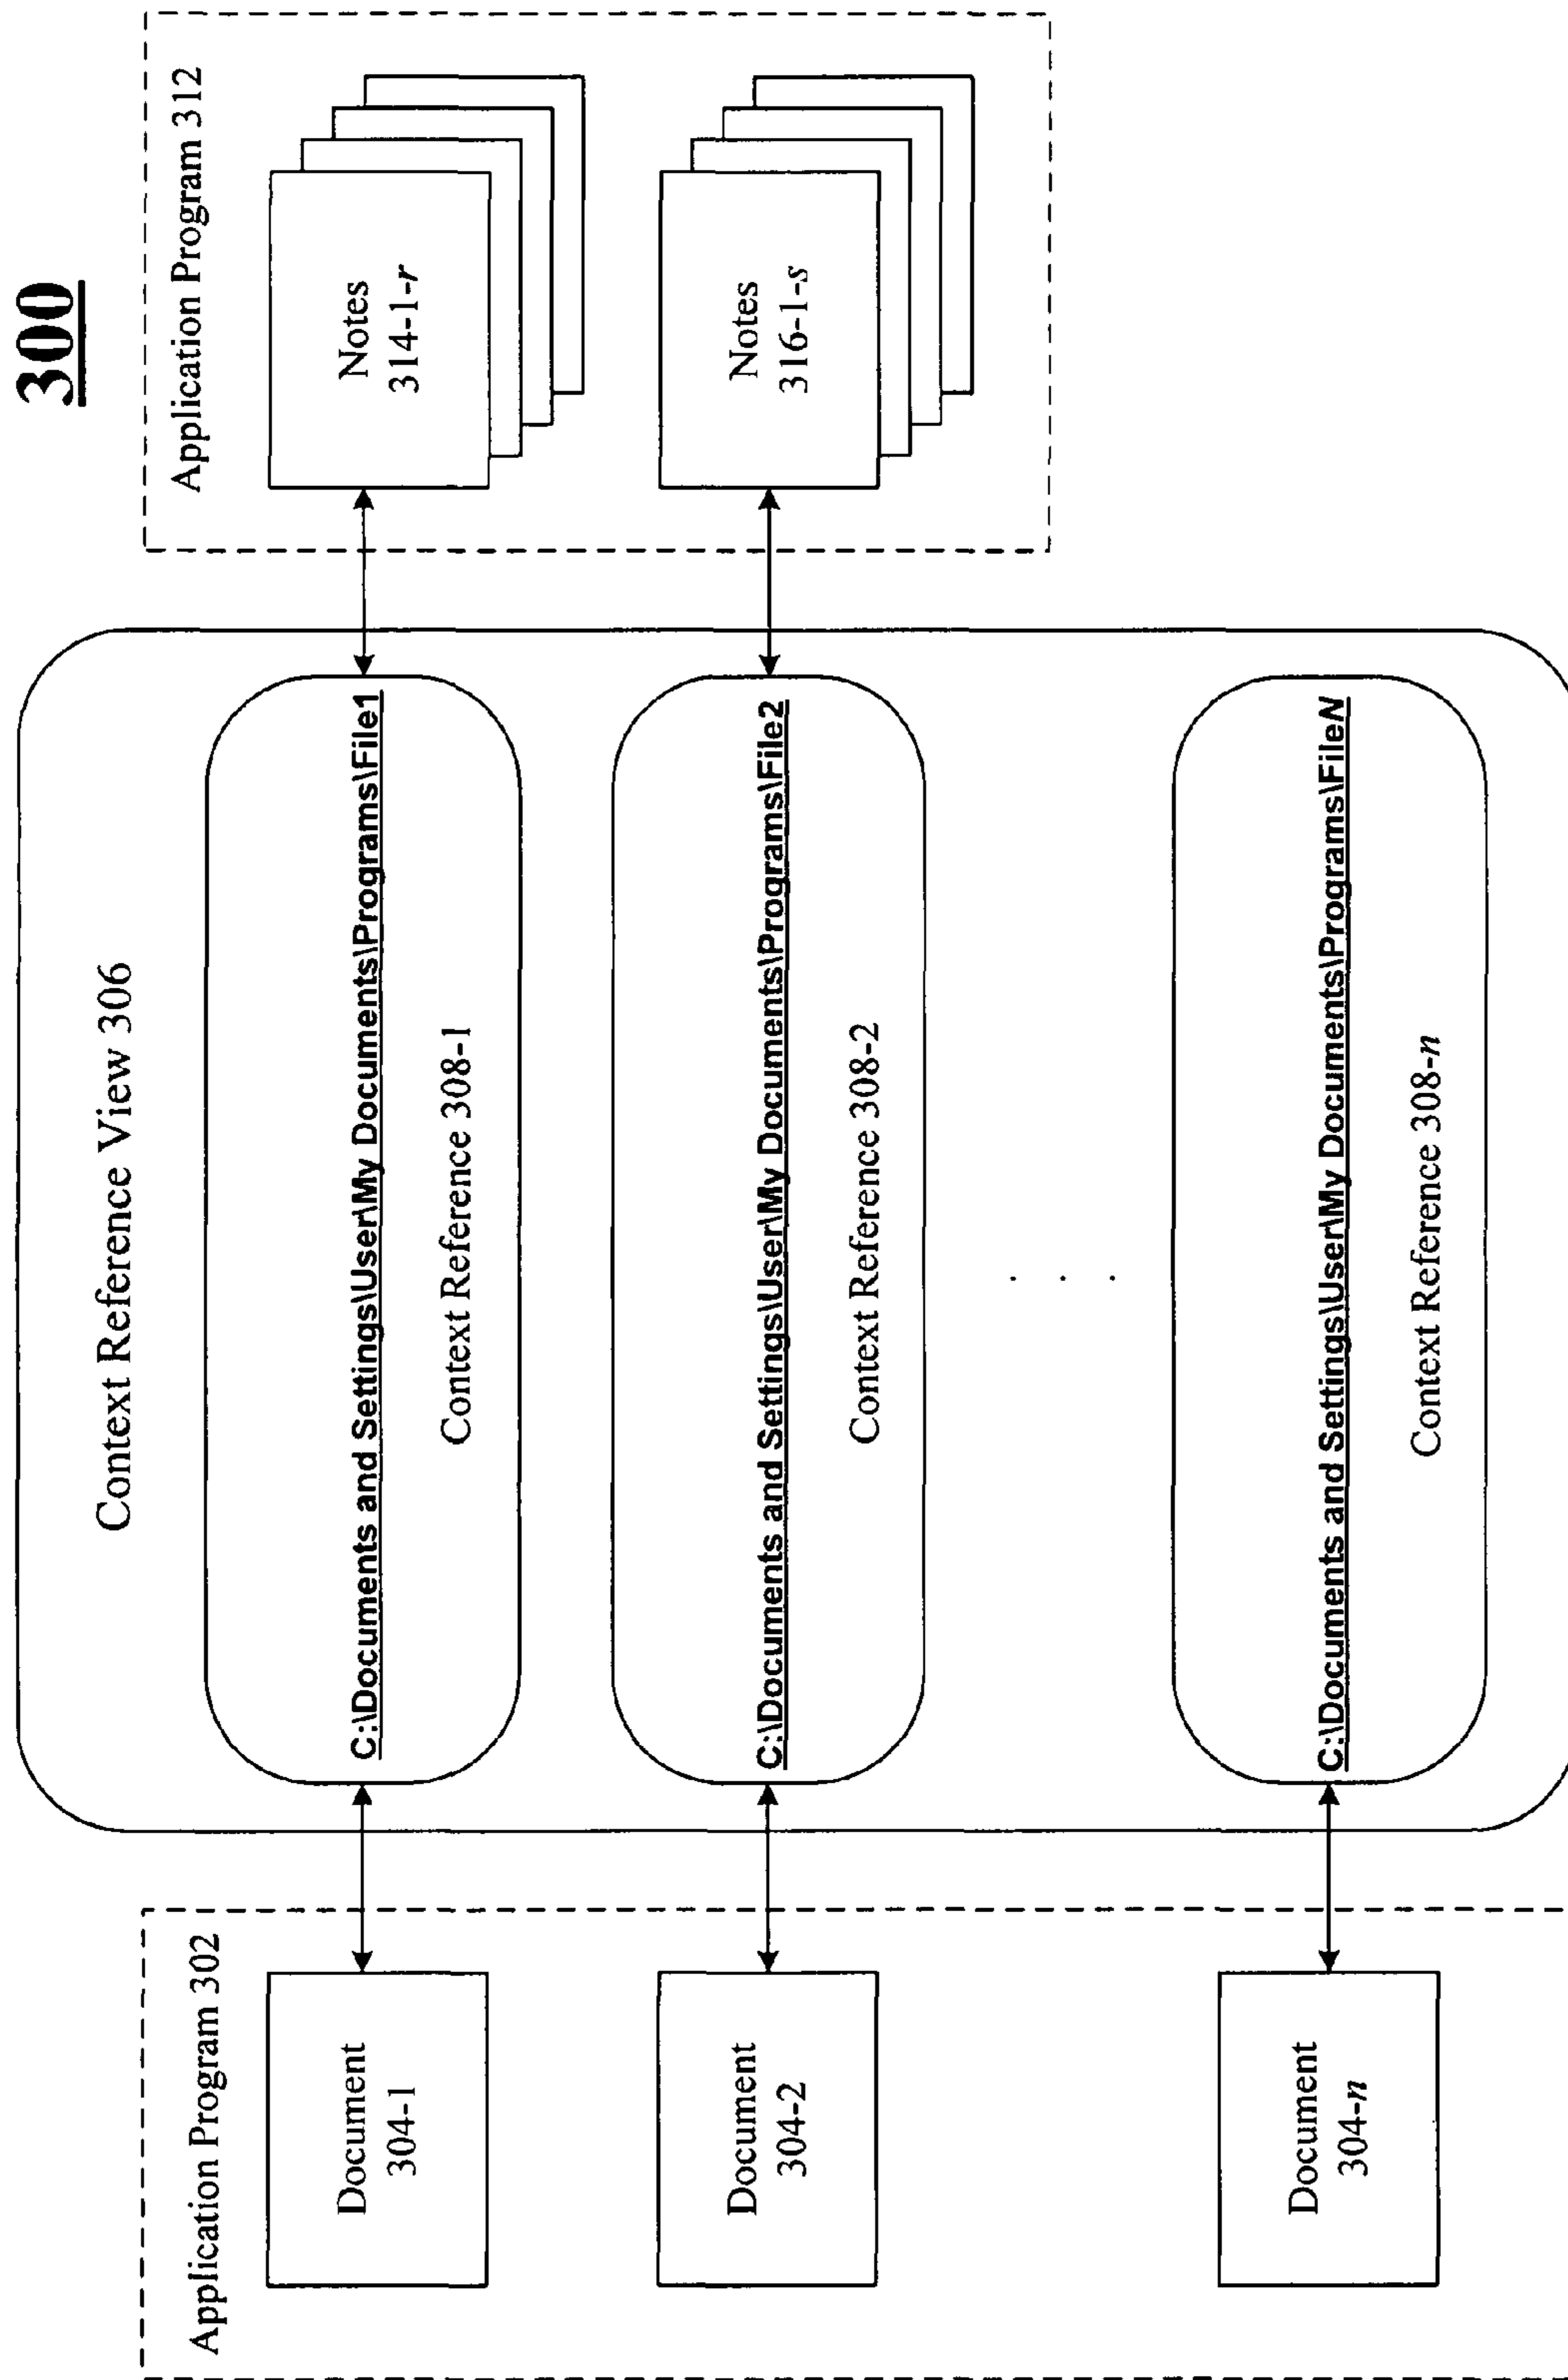 300
Application Program 302
Document
304-1
Document
304-2
Document
304-n
Context Reference View 306
C:\Documents and Settings\User\My Documents\Programs\File1
Context Reference 308-1
C:\Documents and Settings\User\My Documents\Programs\File2
Context Reference 308-2
. . .
C:\Documents and Settings\User\My Documents\Programs\FileN
Context Reference 308-n
Application Program 312
Notes
314-1-r
Notes
316-1-s